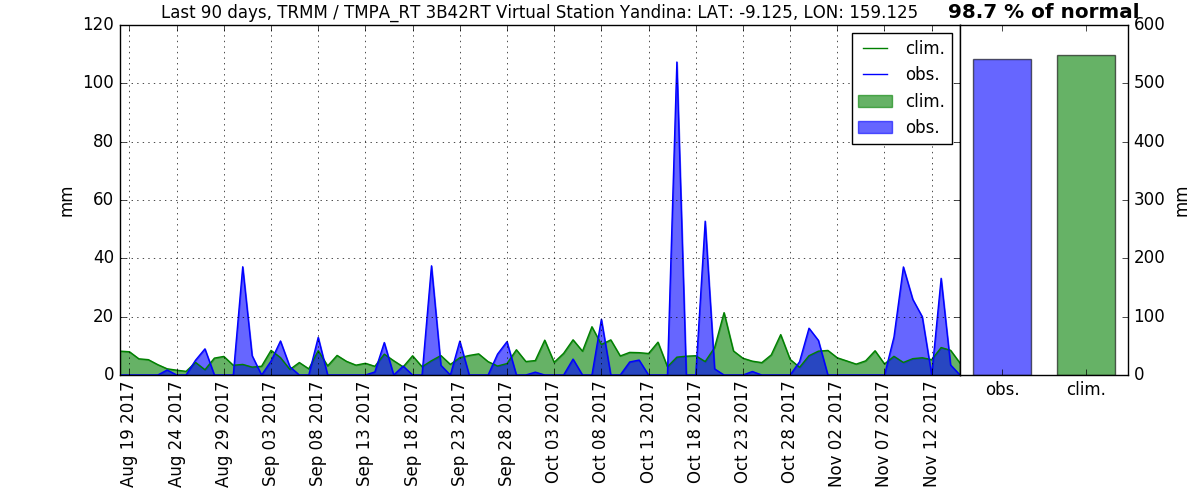 Last 90 days, TRMM / TMPA_RT 3B42RT Virtual Station Yandina: LAT: -9.125, LON: 159.125
98.7 % of normal
120
100
80
60
40
20
0
mm
clim.
obs.
clim.
obs.
600
500
400
300
200
100
0
mm
obs.
clim.
Aug 19 2017
Aug 24 2017
Aug 29 2017
Sep 03 2017
Sep 08 2017
Sep 13 2017
Sep 18 2017
Sep 23 2017
Sep 28 2017
Oct 03 2017
Oct 08 2017
Oct 13 2017
Oct 18 2017
Oct 23 2017
Oct 28 2017
Nov 02 2017
Nov 07 2017
Nov 12 2017